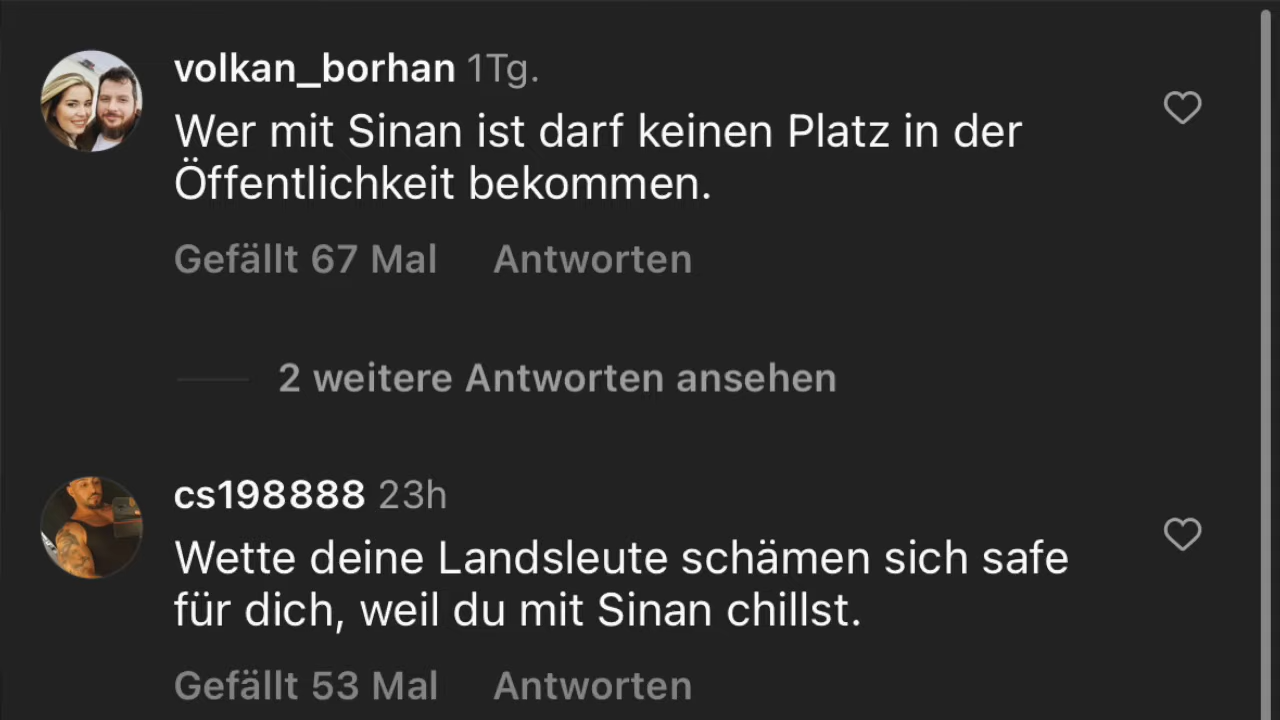 volkan_borhan 1Tg.
Wer mit Sinan ist darf keinen Platz in der
Öffentlichkeit bekommen.
Gefällt 67 Mal Antworten
2 weitere Antworten ansehen
cs198888 23h
Wette deine Landsleute schämen sich safe
für dich, weil du mit Sinan chillst.
Gefällt 53 Mal Antworten